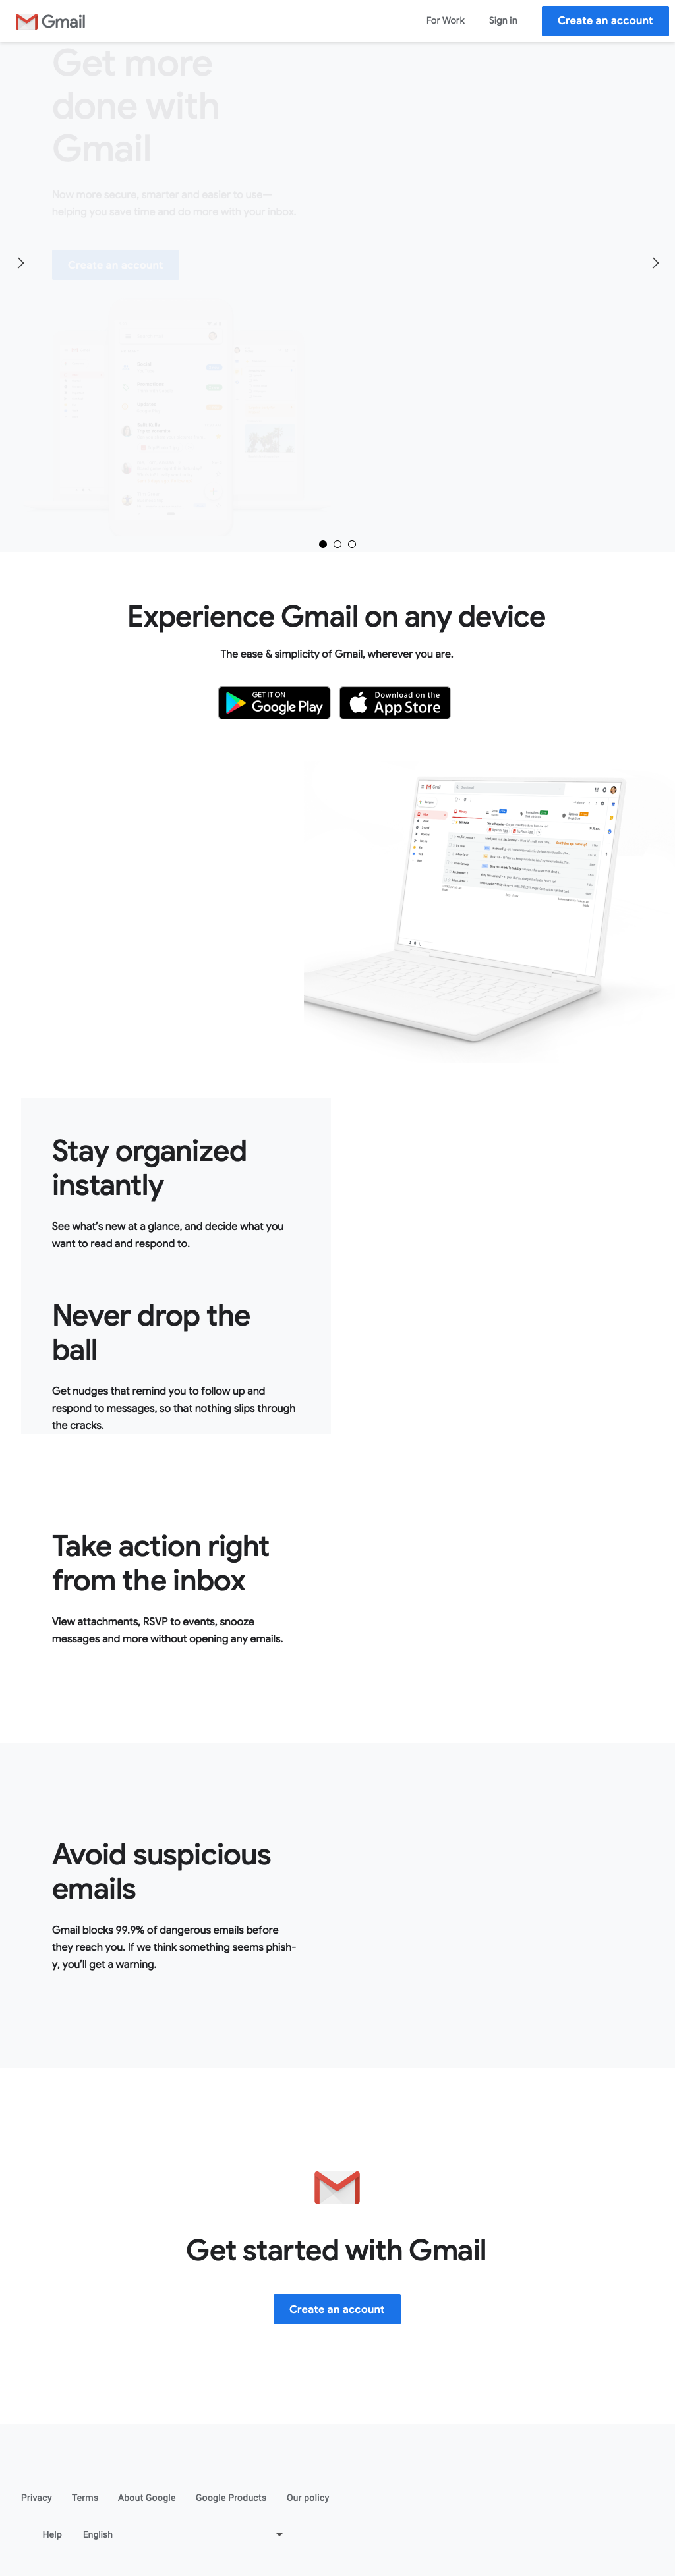 Gmail
For Work
Sign in
Create an account
Get more
done with
Gmail
Now more secure, smarter and easier to use—
helping you save time and do more with your inbox.
Create an account
Experience Gmail on any device
The ease & simplicity of Gmail, wherever you are.
GET IT ON
Google Play
Download on the
App Store
Gmail
Stay organized
instantly
See what's new at a glance, and decide what you
want to read and respond to.
Never drop the
ball
Get nudges that remind you to follow up and
respond to messages, so that nothing slips through
the cracks.
Take action right
from the inbox
View attachments, RSVP to events, snooze
messages and more without opening any emails.
Avoid suspicious
emails
Gmail blocks 99.9% of dangerous emails before
they reach you. If we think something seems phish-
y, you'll get a warning.
Get started with Gmail
Create an account
Privacy
Terms
About Google
Google Products
Our policy
Help
English